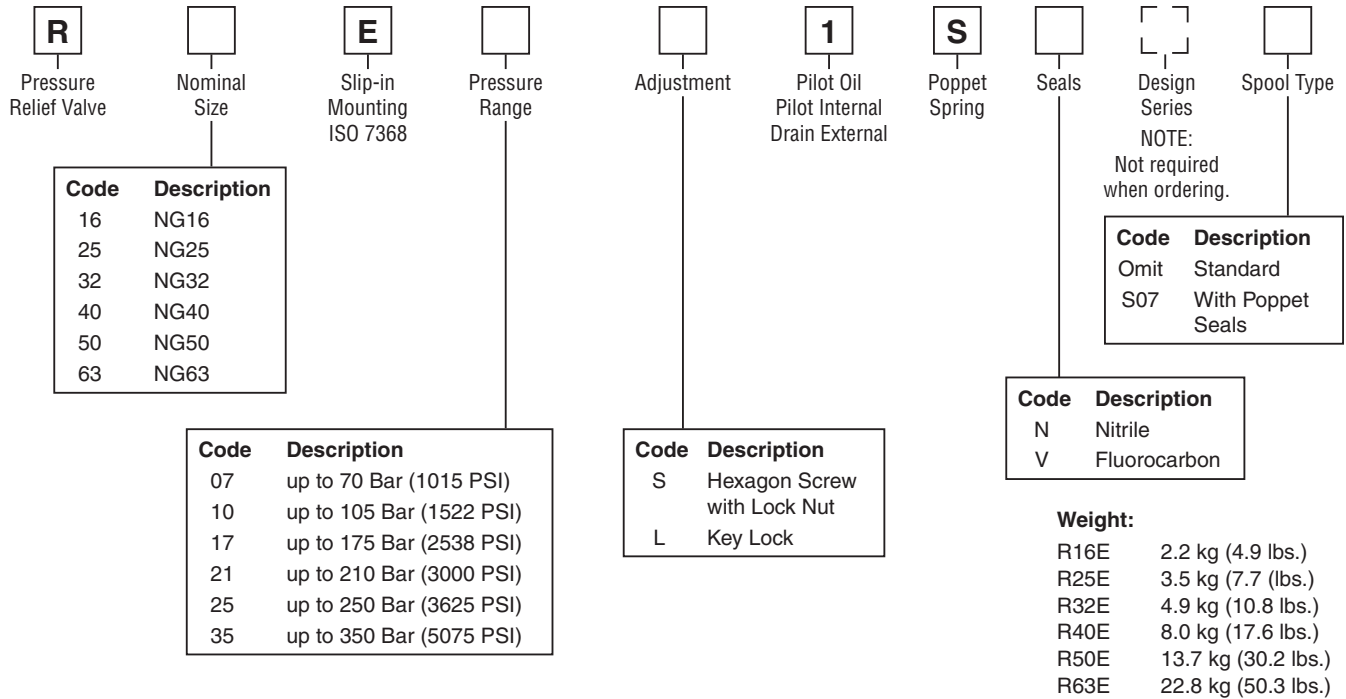 R E 1 S
Pressure Relief Valve
Nominal Size
Slip-in Mounting ISO 7368
Pressure Range
Adjustment
Pilot Oil Pilot Internal Drain External
Poppet Spring
Seals
Design Series
NOTE: Not required when ordering.
Spool Type
Code Description
16 NG16
25 NG25
32 NG32
40 NG40
50 NG50
63 NG63
Code Description
Omit Standard
S07 With Poppet Seals
Code Description
07 up to 70 Bar (1015 PSI)
10 up to 105 Bar (1522 PSI)
17 up to 175 Bar (2538 PSI)
21 up to 210 Bar (3000 PSI)
25 up to 250 Bar (3625 PSI)
35 up to 350 Bar (5075 PSI)
Code Description
S Hexagon Screw with Lock Nut
L Key Lock
Code Description
N Nitrile
V Fluorocarbon
Weight:
R16E 2.2 kg (4.9 lbs.)
R25E 3.5 kg (7.7 (lbs.)
R32E 4.9 kg (10.8 lbs.)
R40E 8.0 kg (17.6 lbs.)
R50E 13.7 kg (30.2 lbs.)
R63E 22.8 kg (50.3 lbs.)